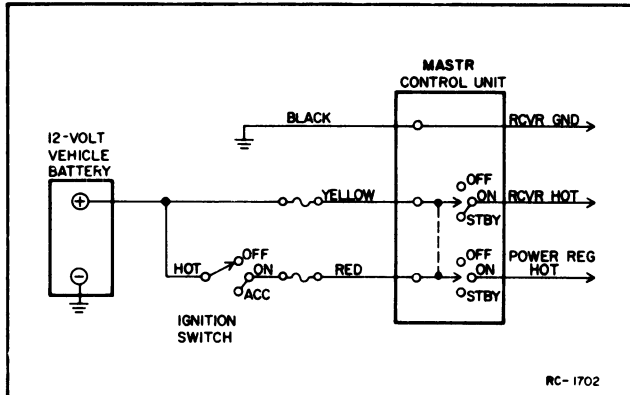 MASTR
CONTROL UNIT
BLACK
RCVR GND
12-VOLT
VEHICLE
BATTERY
+
YELLOW
OFF
ON
STBY
RCVR HOT
HOT
OFF
ON
ACC
RED
OFF
ON
STBY
POWER REG
HOT
−
IGNITION
SWITCH
RC-1702